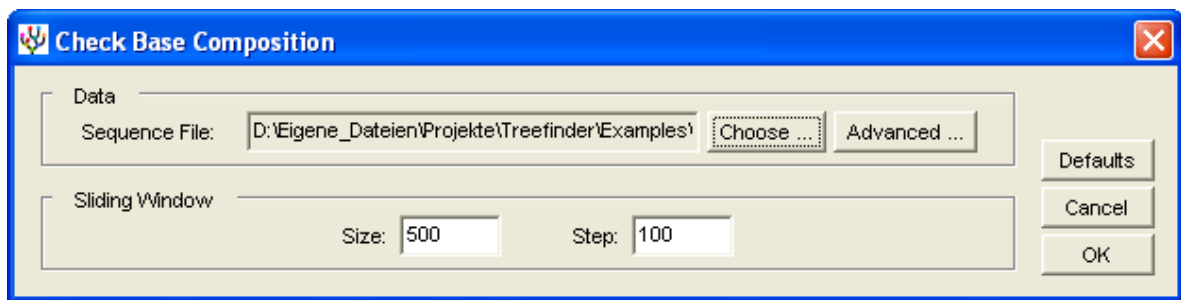 Check Base Composition
Data
Sequence File: D:\Eigene_Dateien\Projekte\Treefinder\Examples\ Choose ... Advanced ...
Defaults
Sliding Window
Cancel
Size: 500 Step: 100
OK